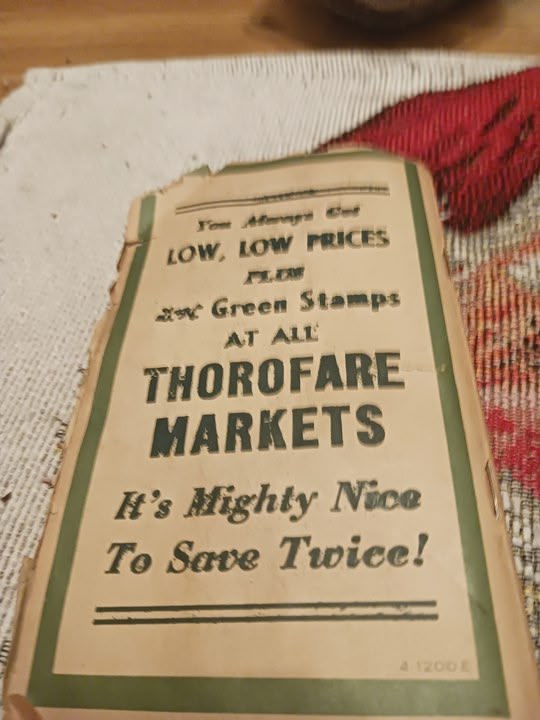 You Always Get
LOW, LOW PRICES
PLUS
S&H Green Stamps
AT ALL
THOROFARE
MARKETS
It's Mighty Nice
To Save Twice!
4-1200E